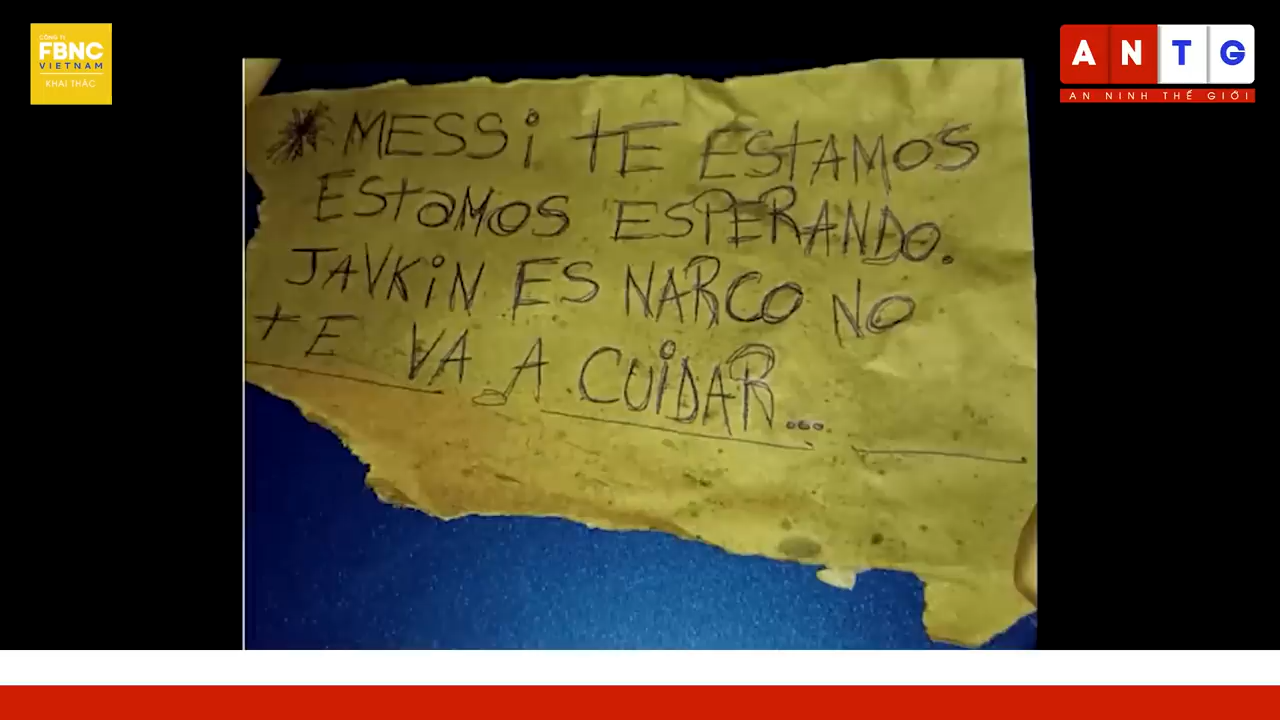 CÔNG TY
FBNC
VIETNAM
KHAI THÁC
ANTG
AN NINH THẾ GIỚI
*MESSi tE EStAMOS
EStaMOS ESPERANDO.
JAVKiN ES NARCO NO
tE VA A CUiDAR...